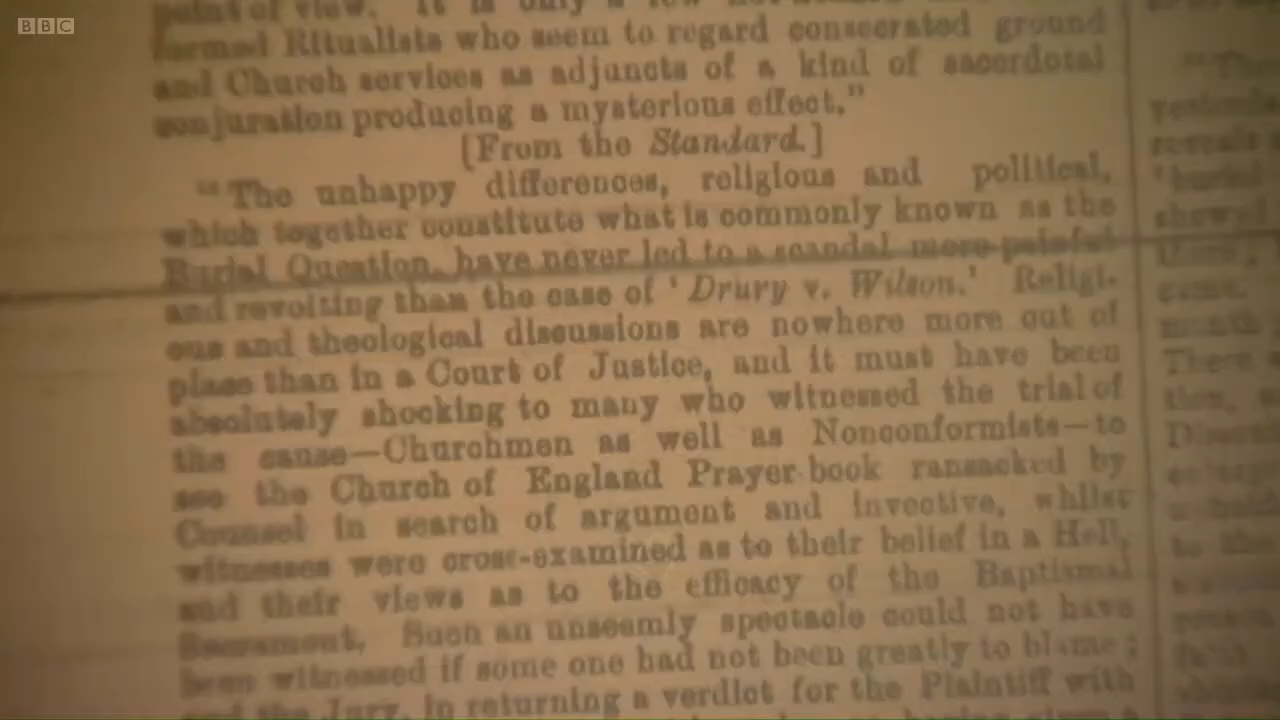 BBC
point of view. It is only a few
formed Ritualists who seem to regard consecrated ground
and Church services as adjuncts of a kind of sacerdotal
conjuration producing a mysterious effect."
[From the Standard.]
"The unhappy differences, religious and political,
which together constitute what is commonly known as the
Burial Question, have never led to a scandal more painful
and revolting than the case of 'Drury v. Wilson.' Religi-
ous and theological discussions are nowhere more out of
place than in a Court of Justice, and it must have been
absolutely shocking to many who witnessed the trial of
the cause—Churchmen as well as Nonconformists—to
see the Church of England Prayer-book ransacked by
Counsel in search of argument and invective, whilst
witnesses were cross-examined as to their belief in a Hell,
and their views as to the efficacy of the Baptismal
Sacrament, Such an unseemly spectacle could not have
been witnessed if some one had not been greatly to blame;
and the Jury, in returning a verdict for the Plaintiff with